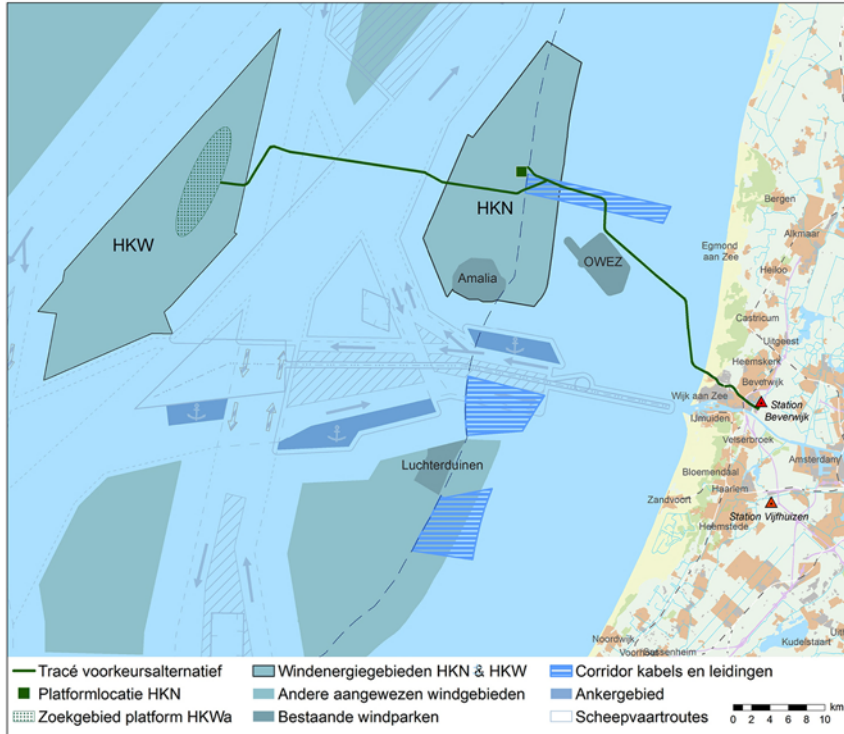 HKW
HKN
Amalia
OWEZ
Luchterduinen
Bergen
Alkmaar
Egmond
aan Zee
Heiloo
Castricum
Uitgeest
Heemskerk
Beverwijk
Wijk aan Zee
Station
Beverwijk
IJmuiden
Velserbroek
Amsterdam
Bloemendaal
Haarlem
Zandvoort
Station Vijfhuizen
Heemstede
Noordwijk
Sassenheim
Kudelstaart
Tracé voorkeursalternatief
Windenergiegebieden HKN & HKW
Corridor kabels en leidingen
Platformlocatie HKN
Andere aangewezen windgebieden
Ankergebied
Zoekgebied platform HKWa
Bestaande windparken
Scheepvaartroutes
km
0 2 4 6 8 10